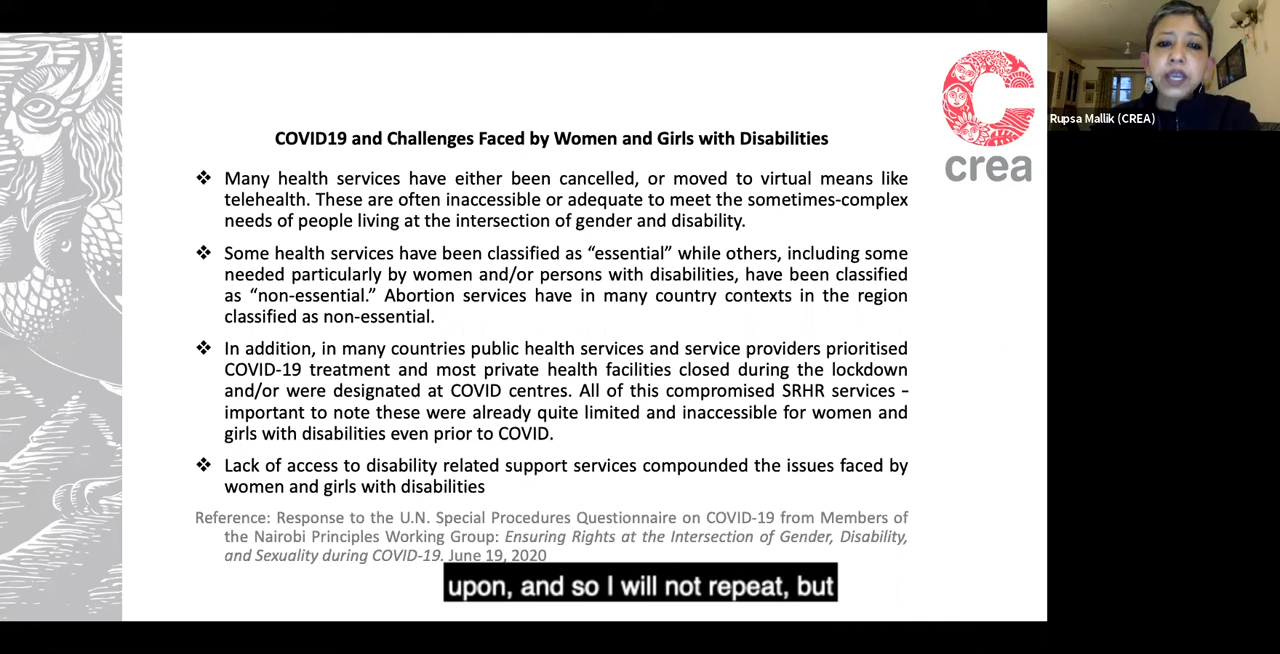 COVID19 and Challenges Faced by Women and Girls with Disabilities
❖ Many health services have either been cancelled, or moved to virtual means like
telehealth. These are often inaccessible or adequate to meet the sometimes-complex
needs of people living at the intersection of gender and disability.
❖ Some health services have been classified as “essential” while others, including some
needed particularly by women and/or persons with disabilities, have been classified
as “non-essential.” Abortion services have in many country contexts in the region
classified as non-essential.
❖ In addition, in many countries public health services and service providers prioritised
COVID-19 treatment and most private health facilities closed during the lockdown
and/or were designated at COVID centres. All of this compromised SRHR services -
important to note these were already quite limited and inaccessible for women and
girls with disabilities even prior to COVID.
❖ Lack of access to disability related support services compounded the issues faced by
women and girls with disabilities
Reference: Response to the U.N. Special Procedures Questionnaire on COVID-19 from Members of
the Nairobi Principles Working Group: Ensuring Rights at the Intersection of Gender, Disability,
and Sexuality during COVID-19. June 19, 2020
upon, and so I will not repeat, but
crea
Rupsa Mallik (CREA)